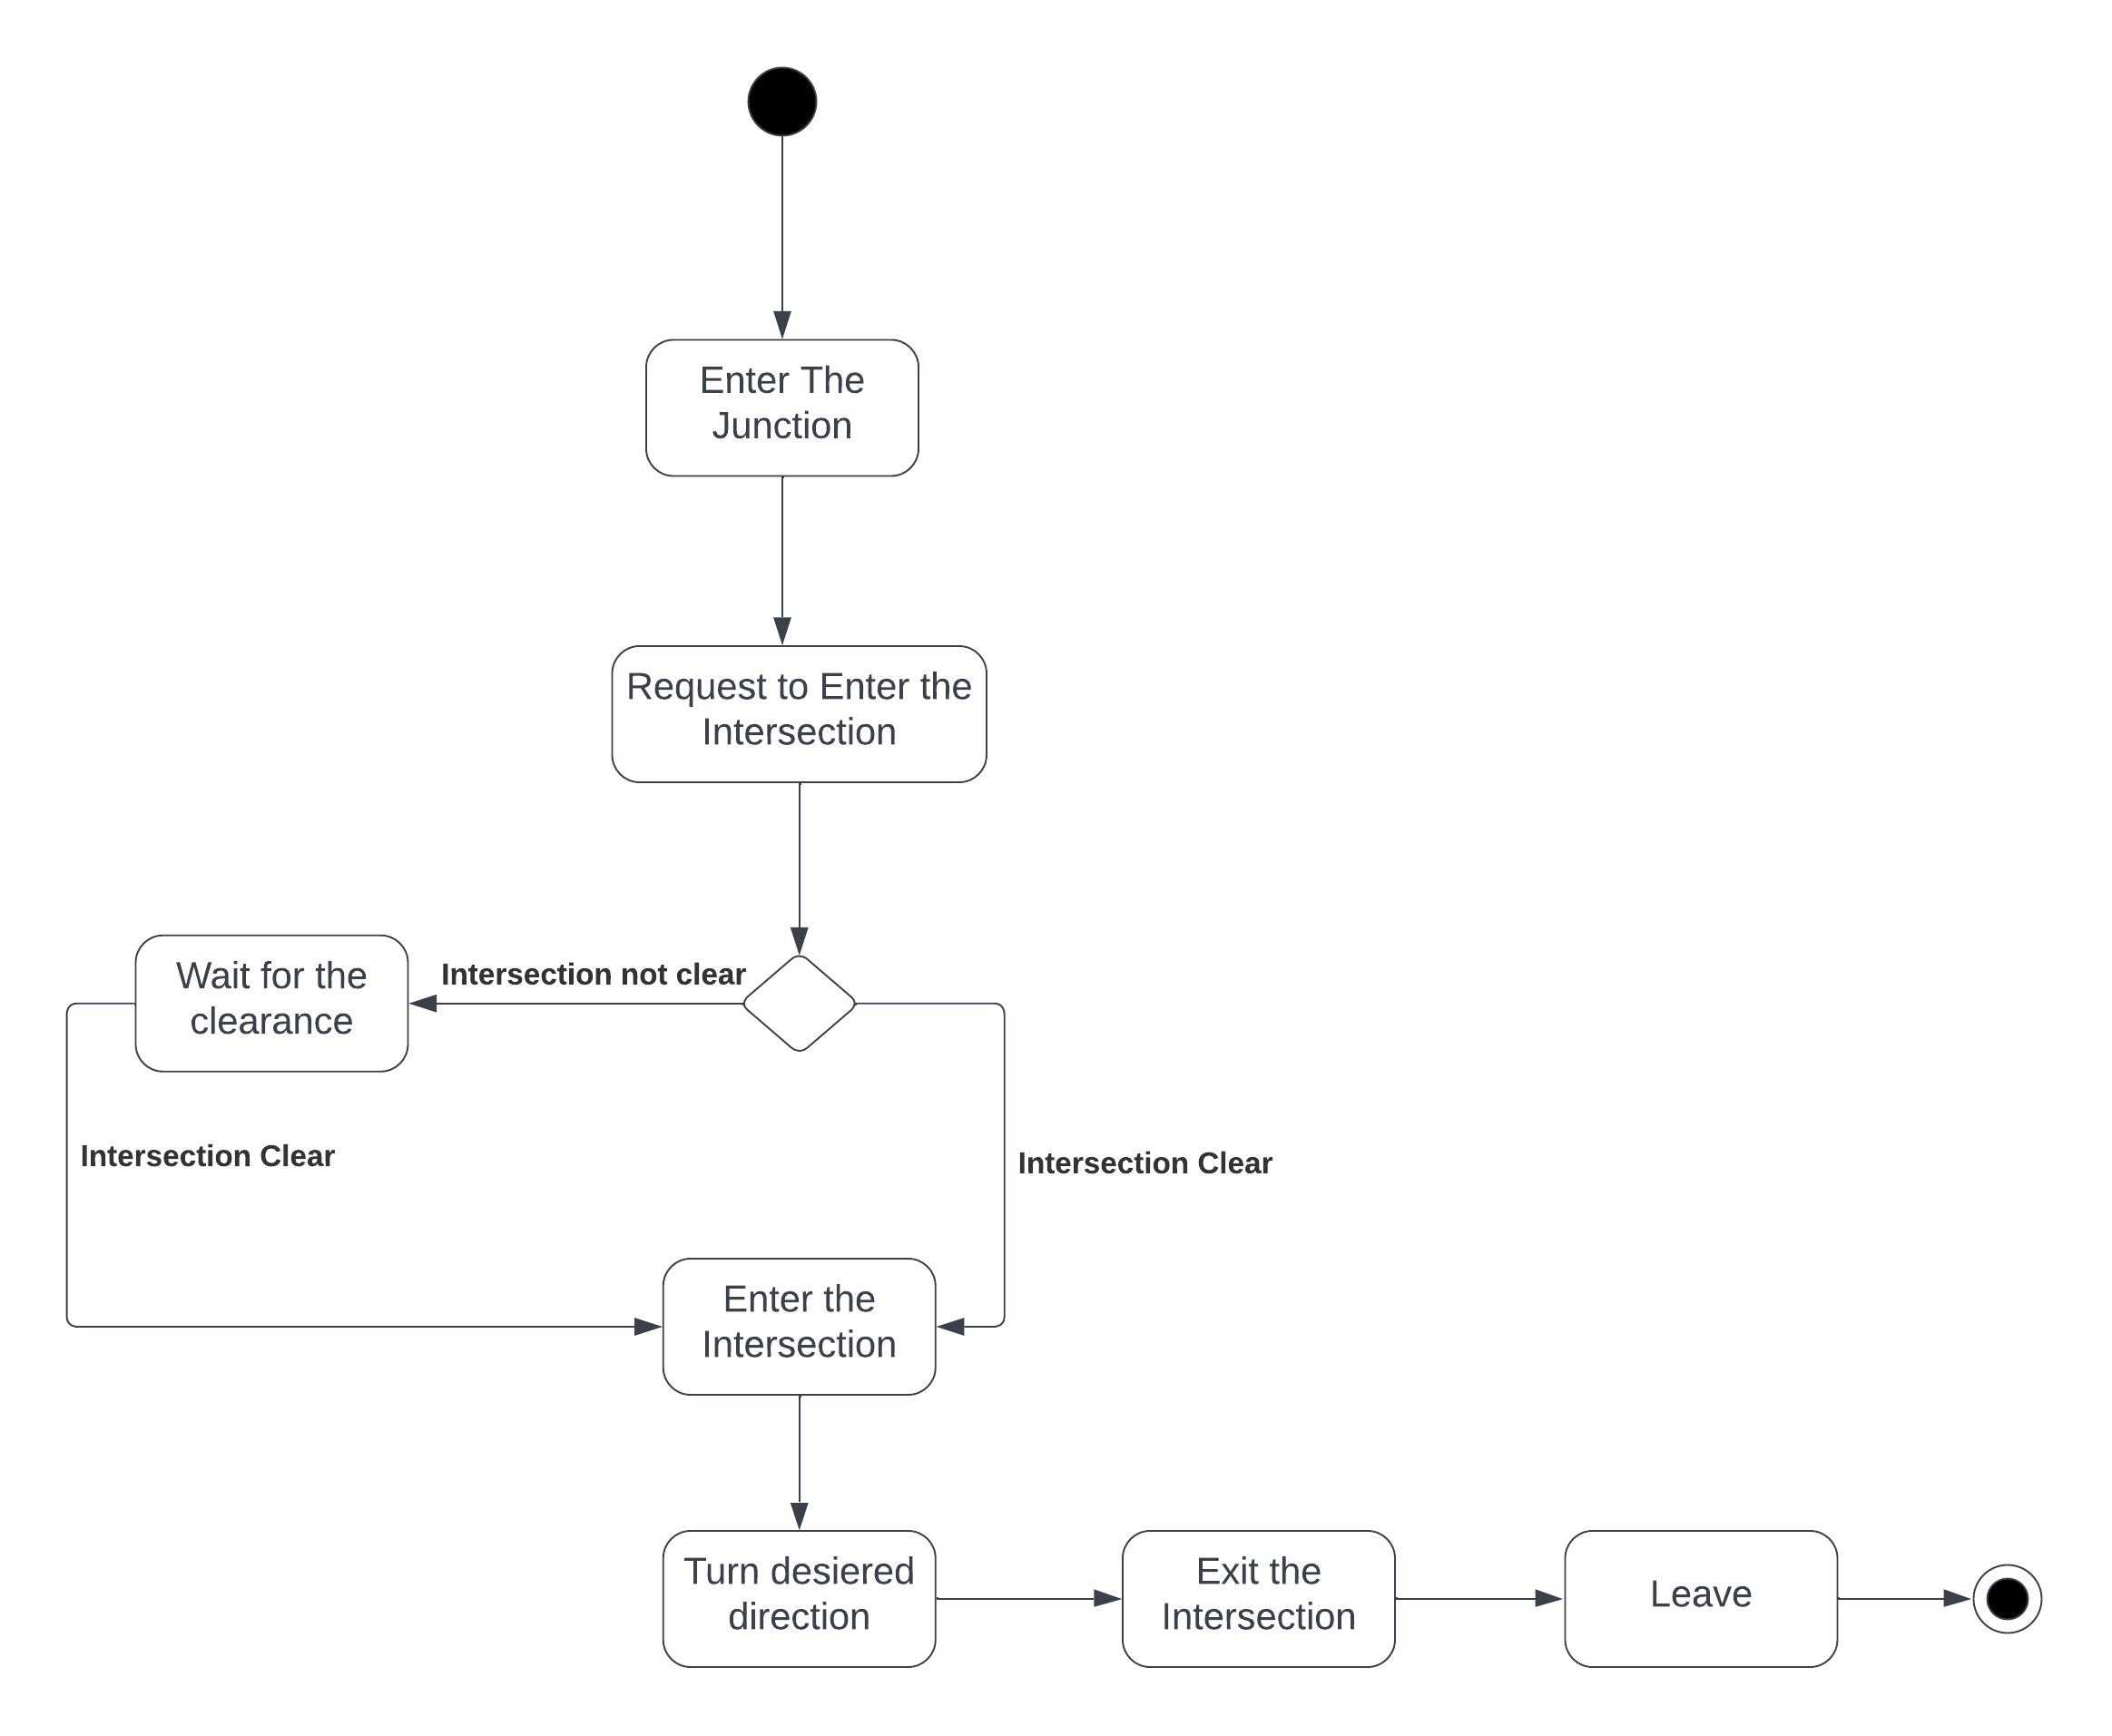 Enter The
Junction
Request to Enter the
Intersection
Wait for the
clearance
Intersection not clear
Intersection Clear
Intersection Clear
Enter the
Intersection
Turn desiered
direction
Exit the
Intersection
Leave